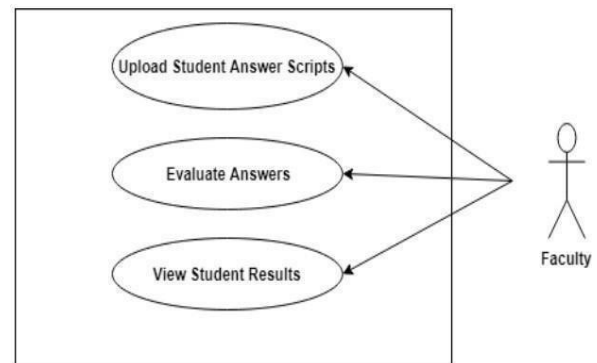 Upload Student Answer Scripts
Evaluate Answers
View Student Results
Faculty